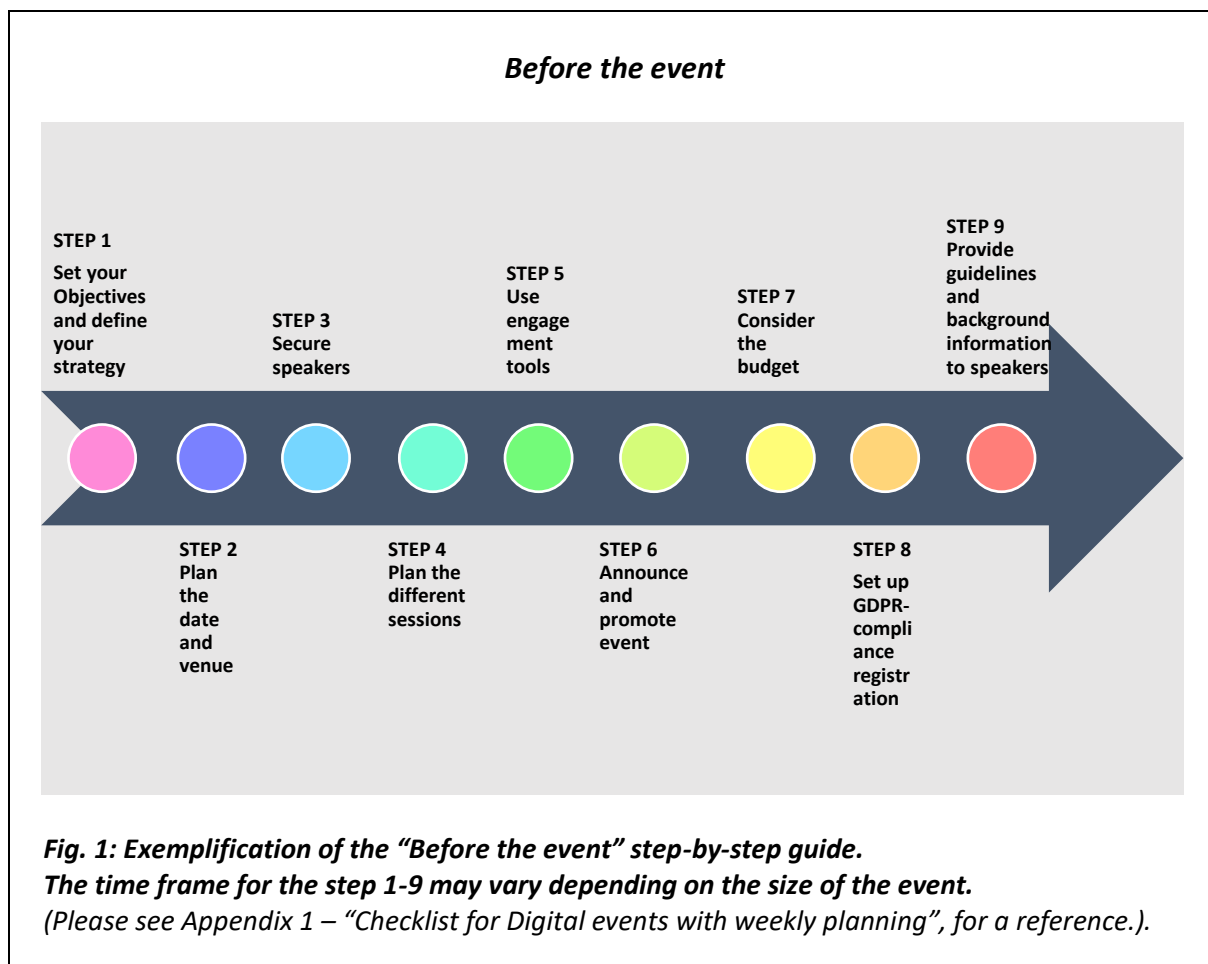 Before the event
STEP 1
Set your
Objectives
and define
your
strategy
STEP 2
Plan
the
date
and
venue
STEP 3
Secure
speakers
STEP 4
Plan the
different
sessions
STEP 5
Use
engage
ment
tools
STEP 6
Announce
and
promote
event
STEP 7
Consider
the
budget
STEP 8
Set up
GDPR-
compli
ance
registr
ation
STEP 9
Provide
guidelines
and
background
information
to speakers
Fig. 1: Exemplification of the “Before the event” step-by-step guide.
The time frame for the step 1-9 may vary depending on the size of the event.
(Please see Appendix 1 – “Checklist for Digital events with weekly planning”, for a reference.).